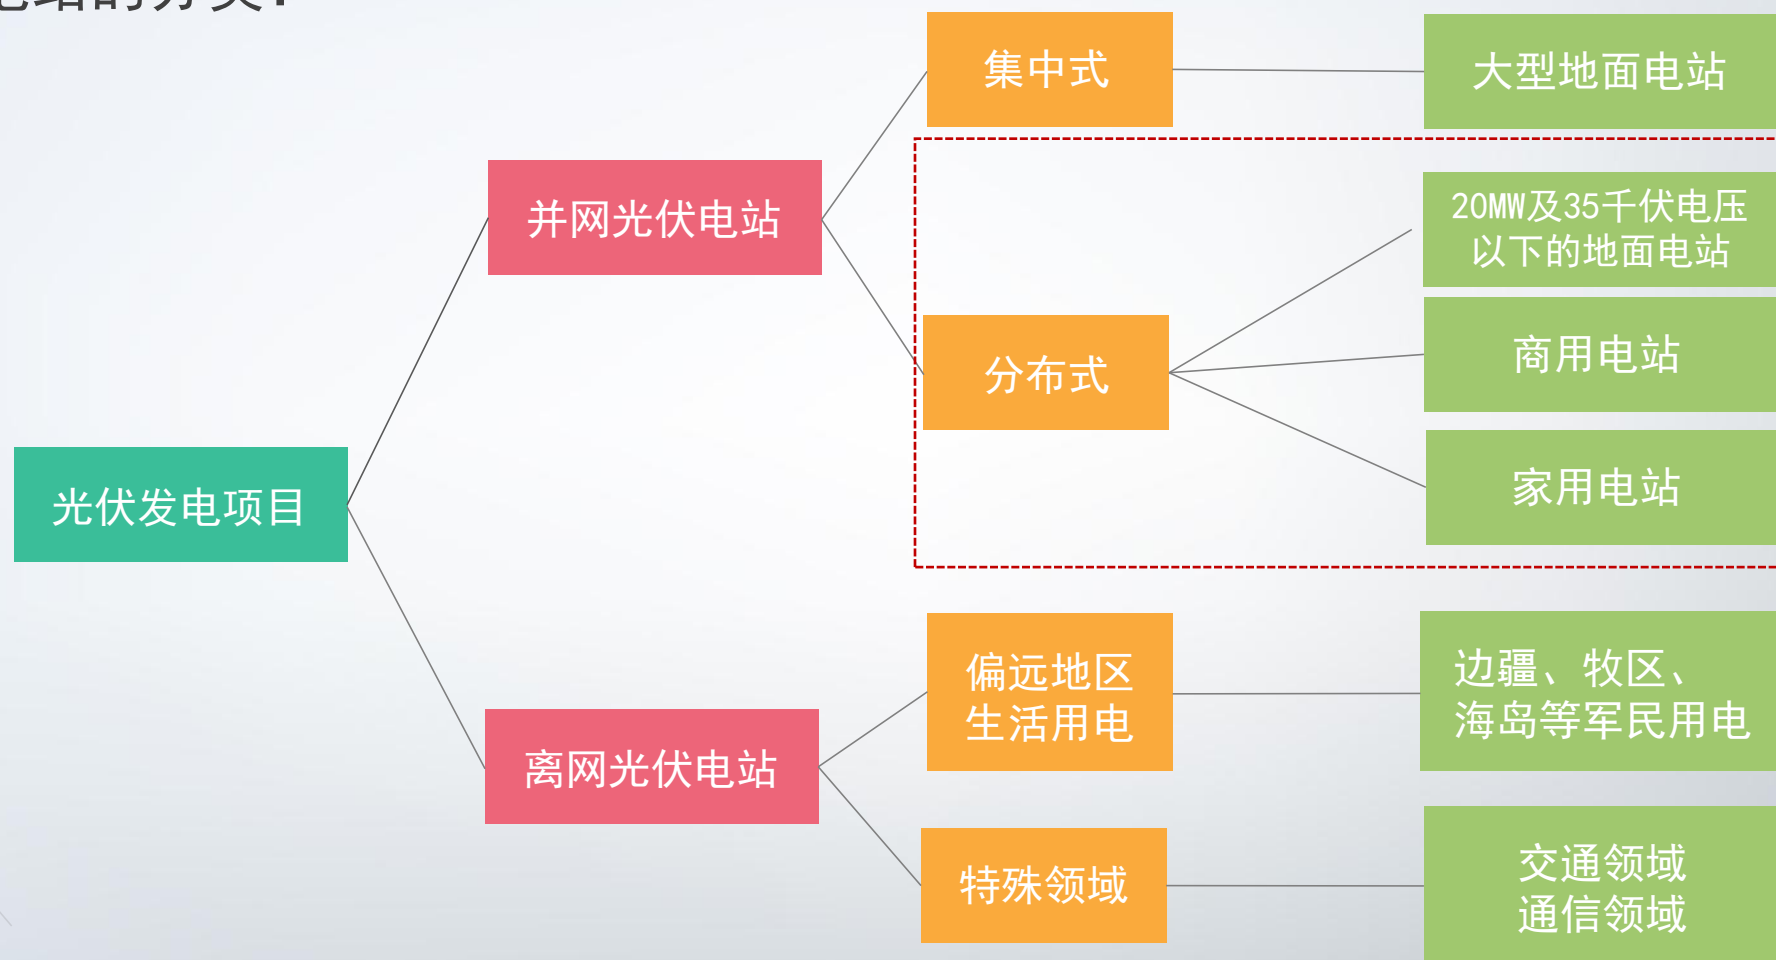 的分类：
集中式
大型地面电站
并网光伏电站
20MW及35千伏电压
以下的地面电站
分布式
商用电站
家用电站
光伏发电项目
偏远地区
生活用电
边疆、牧区、
海岛等军民用电
离网光伏电站
特殊领域
交通领域
通信领域